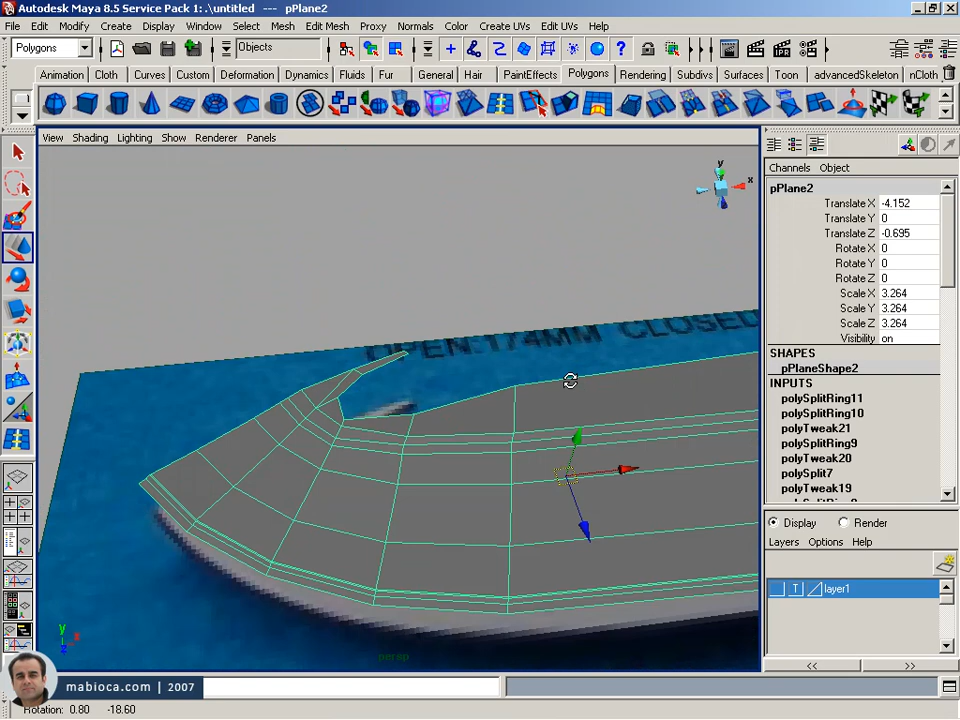 Autodesk Maya 8.5 Service Pack 1: .\untitled --- pPlane2
File Edit Modify Create Display Window Select Mesh Edit Mesh Proxy Normals Color Create UVs Edit UVs Help
Polygons Objects
Animation Cloth Curves Custom Deformation Dynamics Fluids Fur General Hair PaintEffects Polygons Rendering Subdivs Surfaces Toon advancedSkeleton nCloth
View Shading Lighting Show Renderer Panels
Channels Object
pPlane2
Translate X -4.152
Translate Y 0
Translate Z -0.695
Rotate X 0
Rotate Y 0
Rotate Z 0
Scale X 3.264
Scale Y 3.264
Scale Z 3.264
Visibility on
SHAPES
pPlaneShape2
INPUTS
polySplitRing11
polySplitRing10
polyTweak21
polySplitRing9
polyTweak20
polySplit7
polyTweak19
y
x
OPEN:174MM CLOSED
Display Render
Layers Options Help
T layer1
<< >>
y
x
z
persp
mabioca.com | 2007
Rotation: 0.80 -18.60